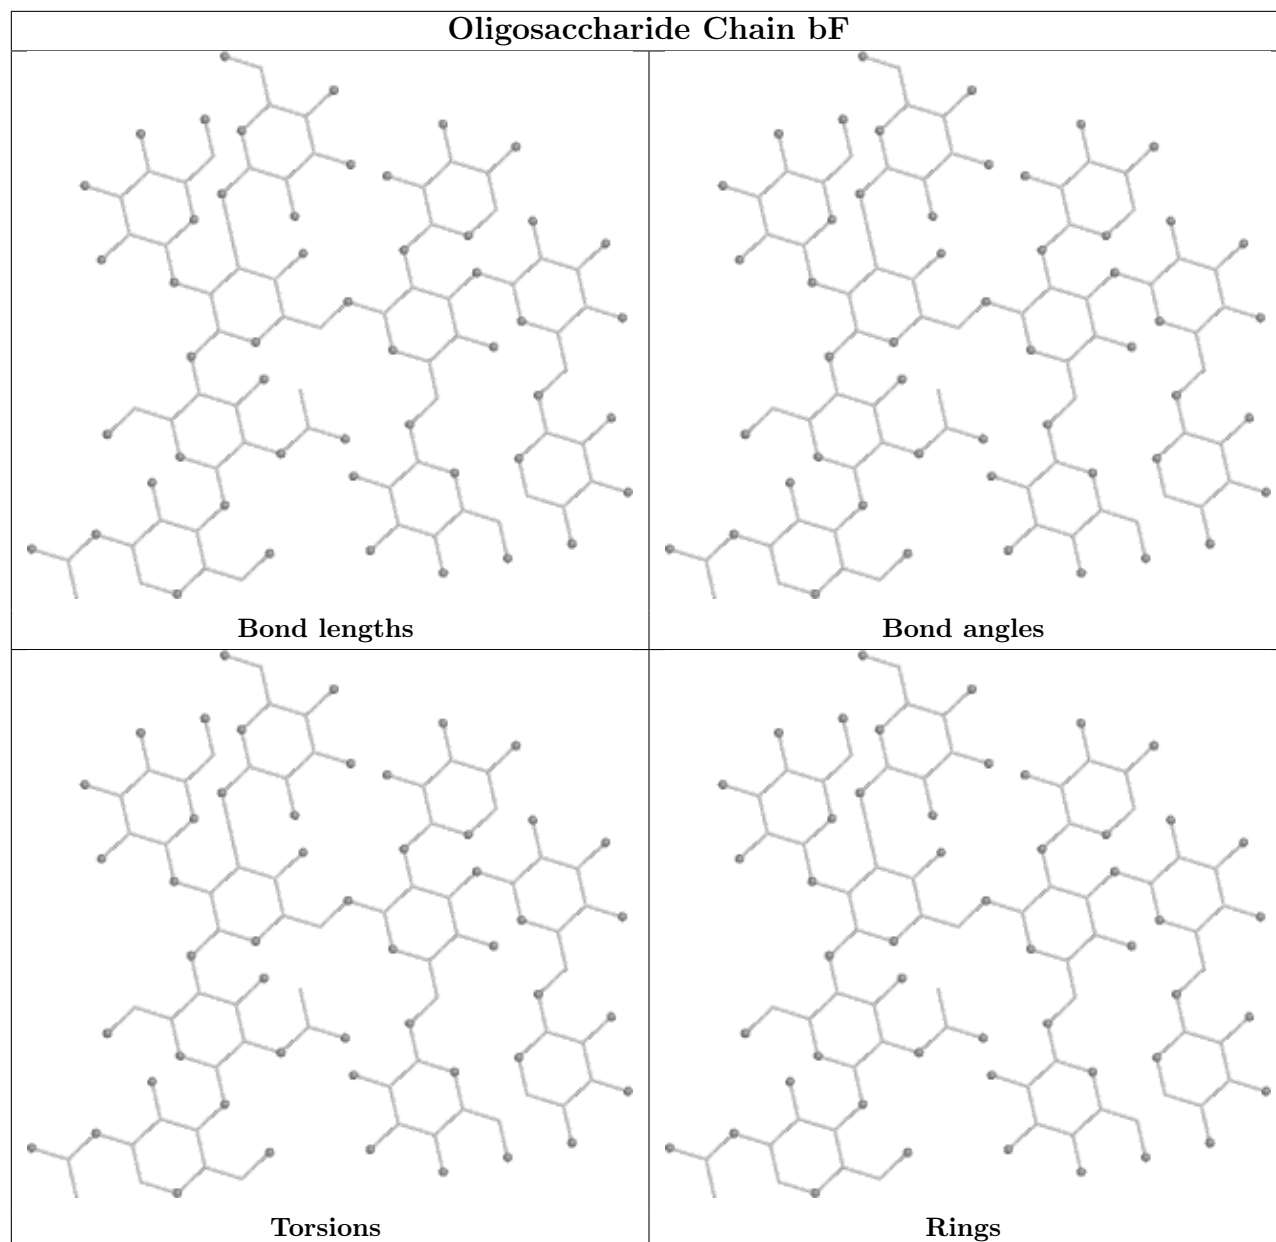 Oligosaccharide Chain bF
Bond lengths
Bond angles
Torsions
Rings